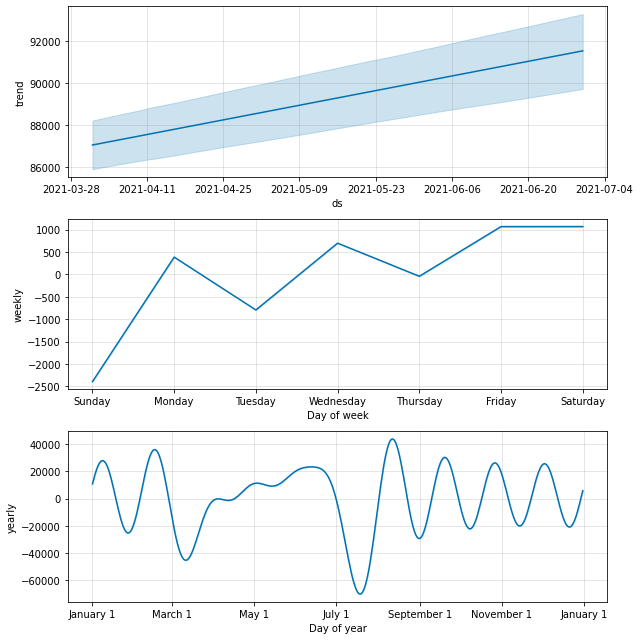 92000
90000
88000
86000
trend
2021-03-28 2021-04-11 2021-04-25 2021-05-09 2021-05-23 2021-06-06 2021-06-20 2021-07-04
ds
1000
500
0
−500
−1000
−1500
−2000
−2500
weekly
Sunday Monday Tuesday Wednesday Thursday Friday Saturday
Day of week
40000
20000
0
−20000
−40000
−60000
yearly
January 1 March 1 May 1 July 1 September 1 November 1 January 1
Day of year